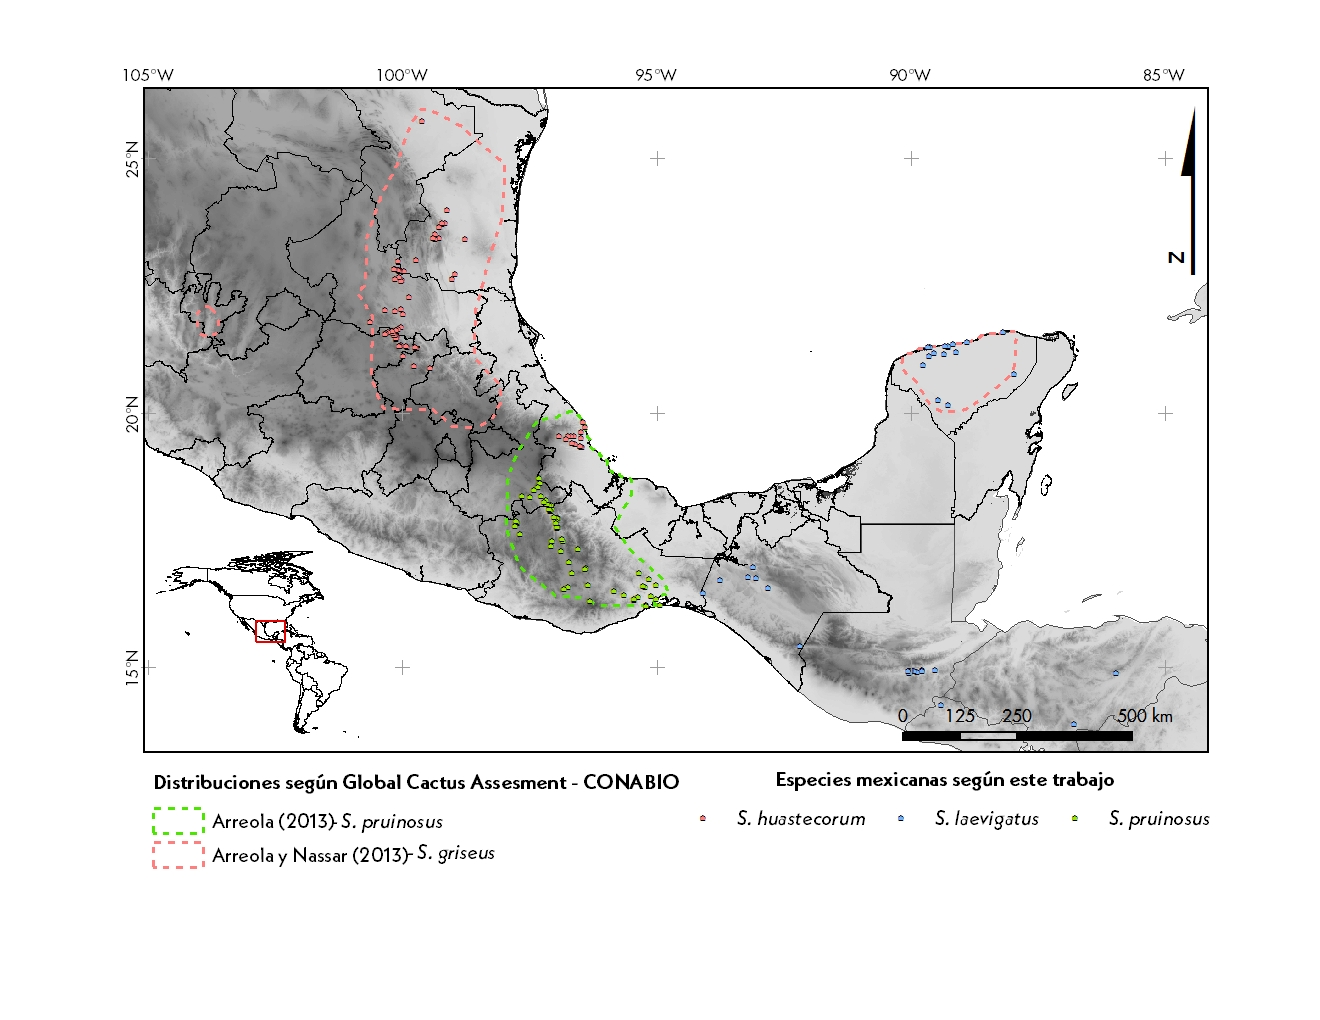 105°W 100°W 95°W 90°W 85°W
25°N
20°N
15°N
N
0 125 250 500 km
Distribuciones según Global Cactus Assesment - CONABIO
Arreola (2013)- S. pruinosus
Arreola y Nassar (2013)- S. griseus
Especies mexicanas según este trabajo
S. huastecorum S. laevigatus S. pruinosus